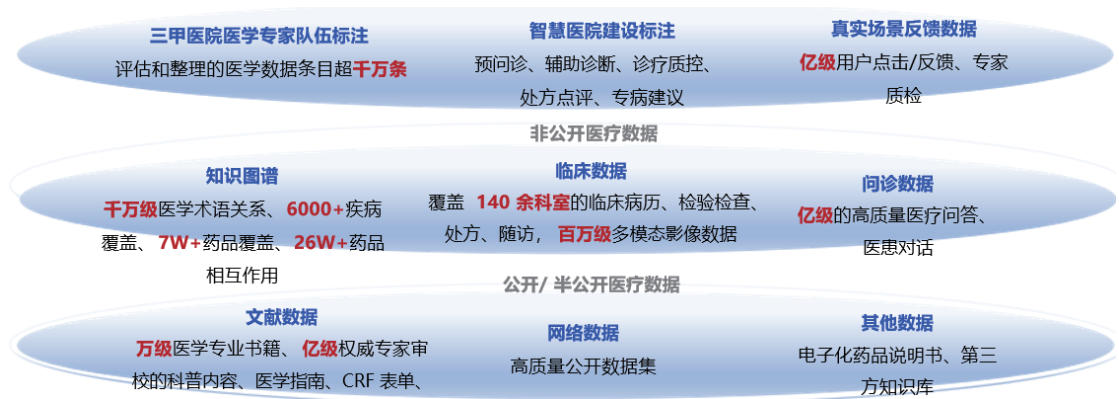 三甲医院医学专家队伍标注
评估和整理的医学数据条目超千万条
智慧医院建设标注
预问诊、辅助诊断、诊疗质控、
处方点评、专病建议
真实场景反馈数据
亿级用户点击/反馈、专家
质检
非公开医疗数据
知识图谱
千万级医学术语关系、6000+疾病
覆盖、7W+药品覆盖、26W+药品
相互作用
临床数据
覆盖 140 余科室的临床病历、检验检查、
处方、随访，百万级多模态影像数据
问诊数据
亿级的高质量医疗问答、
医患对话
公开/ 半公开医疗数据
文献数据
万级医学专业书籍、亿级权威专家审
校的科普内容、医学指南、CRF 表单、
网络数据
高质量公开数据集
其他数据
电子化药品说明书、第三
方知识库